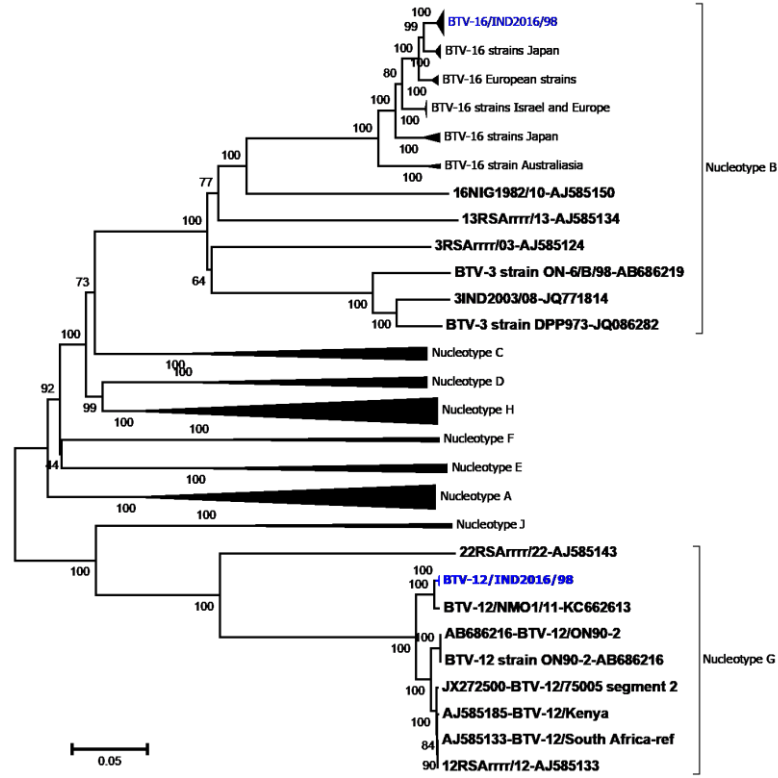 100
99
BTV-16/IND2016/98
100
BTV-16 strains Japan
100
80
BTV-16 European strains
100
100
BTV-16 strains Israel and Europe
100
100
BTV-16 strains Japan
100
100
BTV-16 strain Australiasia
100
Nucleotype B
77
16NIG1982/10-AJ585150
100
13RSArrrr/13-AJ585134
3RSArrrr/03-AJ585124
64
73
BTV-3 strain ON-6/B/98-AB686219
100
3IND2003/08-JQ771814
100
BTV-3 strain DPP973-JQ086282
100
Nucleotype C
100
100
Nucleotype D
92
99
Nucleotype H
100
100
Nucleotype F
44
Nucleotype E
100
Nucleotype A
100
100
Nucleotype J
100
22RSArrrr/22-AJ585143
100
100
BTV-12/IND2016/98
100
BTV-12/NMO1/11-KC662613
100
AB686216-BTV-12/ON90-2
100
BTV-12 strain ON90-2-AB686216
Nucleotype G
100
JX272500-BTV-12/75005 segment 2
100
AJ585185-BTV-12/Kenya
84
AJ585133-BTV-12/South Africa-ref
90
12RSArrrr/12-AJ585133
0.05